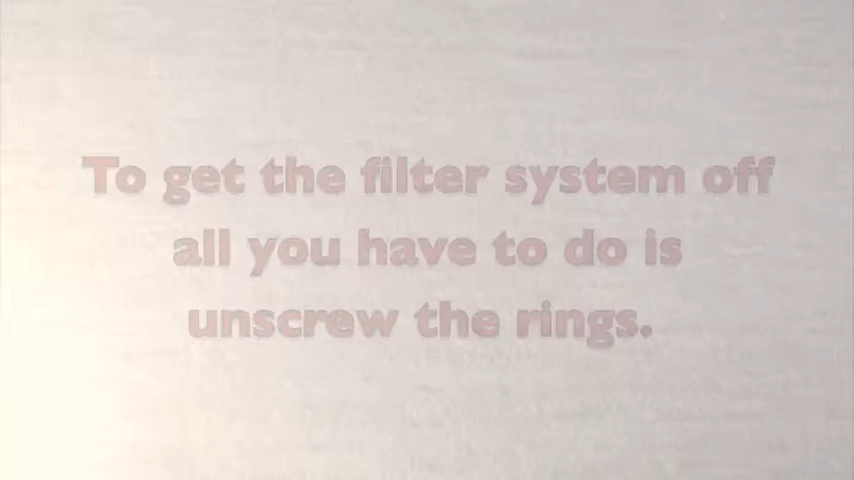 To get the filter system off
all you have to do is
unscrew the rings.